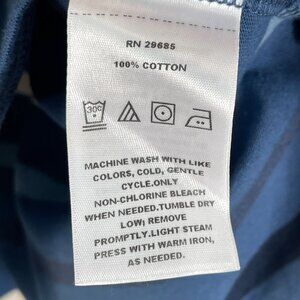 RN 29685
100% COTTON
30°C
MACHINE WASH WITH LIKE
COLORS, COLD, GENTLE
CYCLE.ONLY
NON-CHLORINE BLEACH
WHEN NEEDED.TUMBLE DRY
LOW; REMOVE
PROMPTLY.LIGHT STEAM
PRESS WITH WARM IRON,
AS NEEDED.